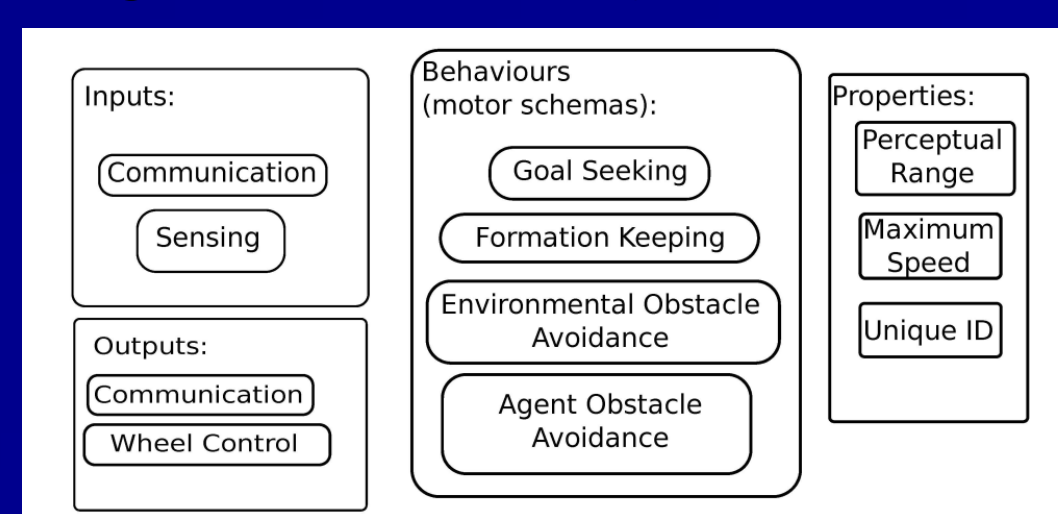 Inputs:
Communication
Sensing
Outputs:
Communication
Wheel Control
Behaviours
(motor schemas):
Goal Seeking
Formation Keeping
Environmental Obstacle
Avoidance
Agent Obstacle
Avoidance
Properties:
Perceptual
Range
Maximum
Speed
Unique ID